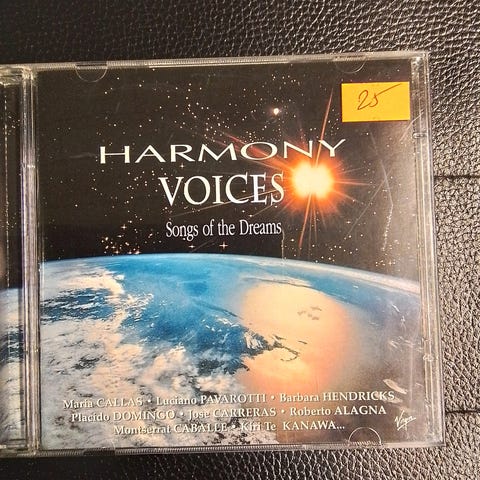 25
HARMONY
VOICES
Songs of the Dreams
Maria CALLAS • Luciano PAVAROTTI • Barbara HENDRICKS
Placido DOMINGO • Jose CARRERAS • Roberto ALAGNA
Montserrat CABALLE • Kiri Te KANAWA...
Virgin